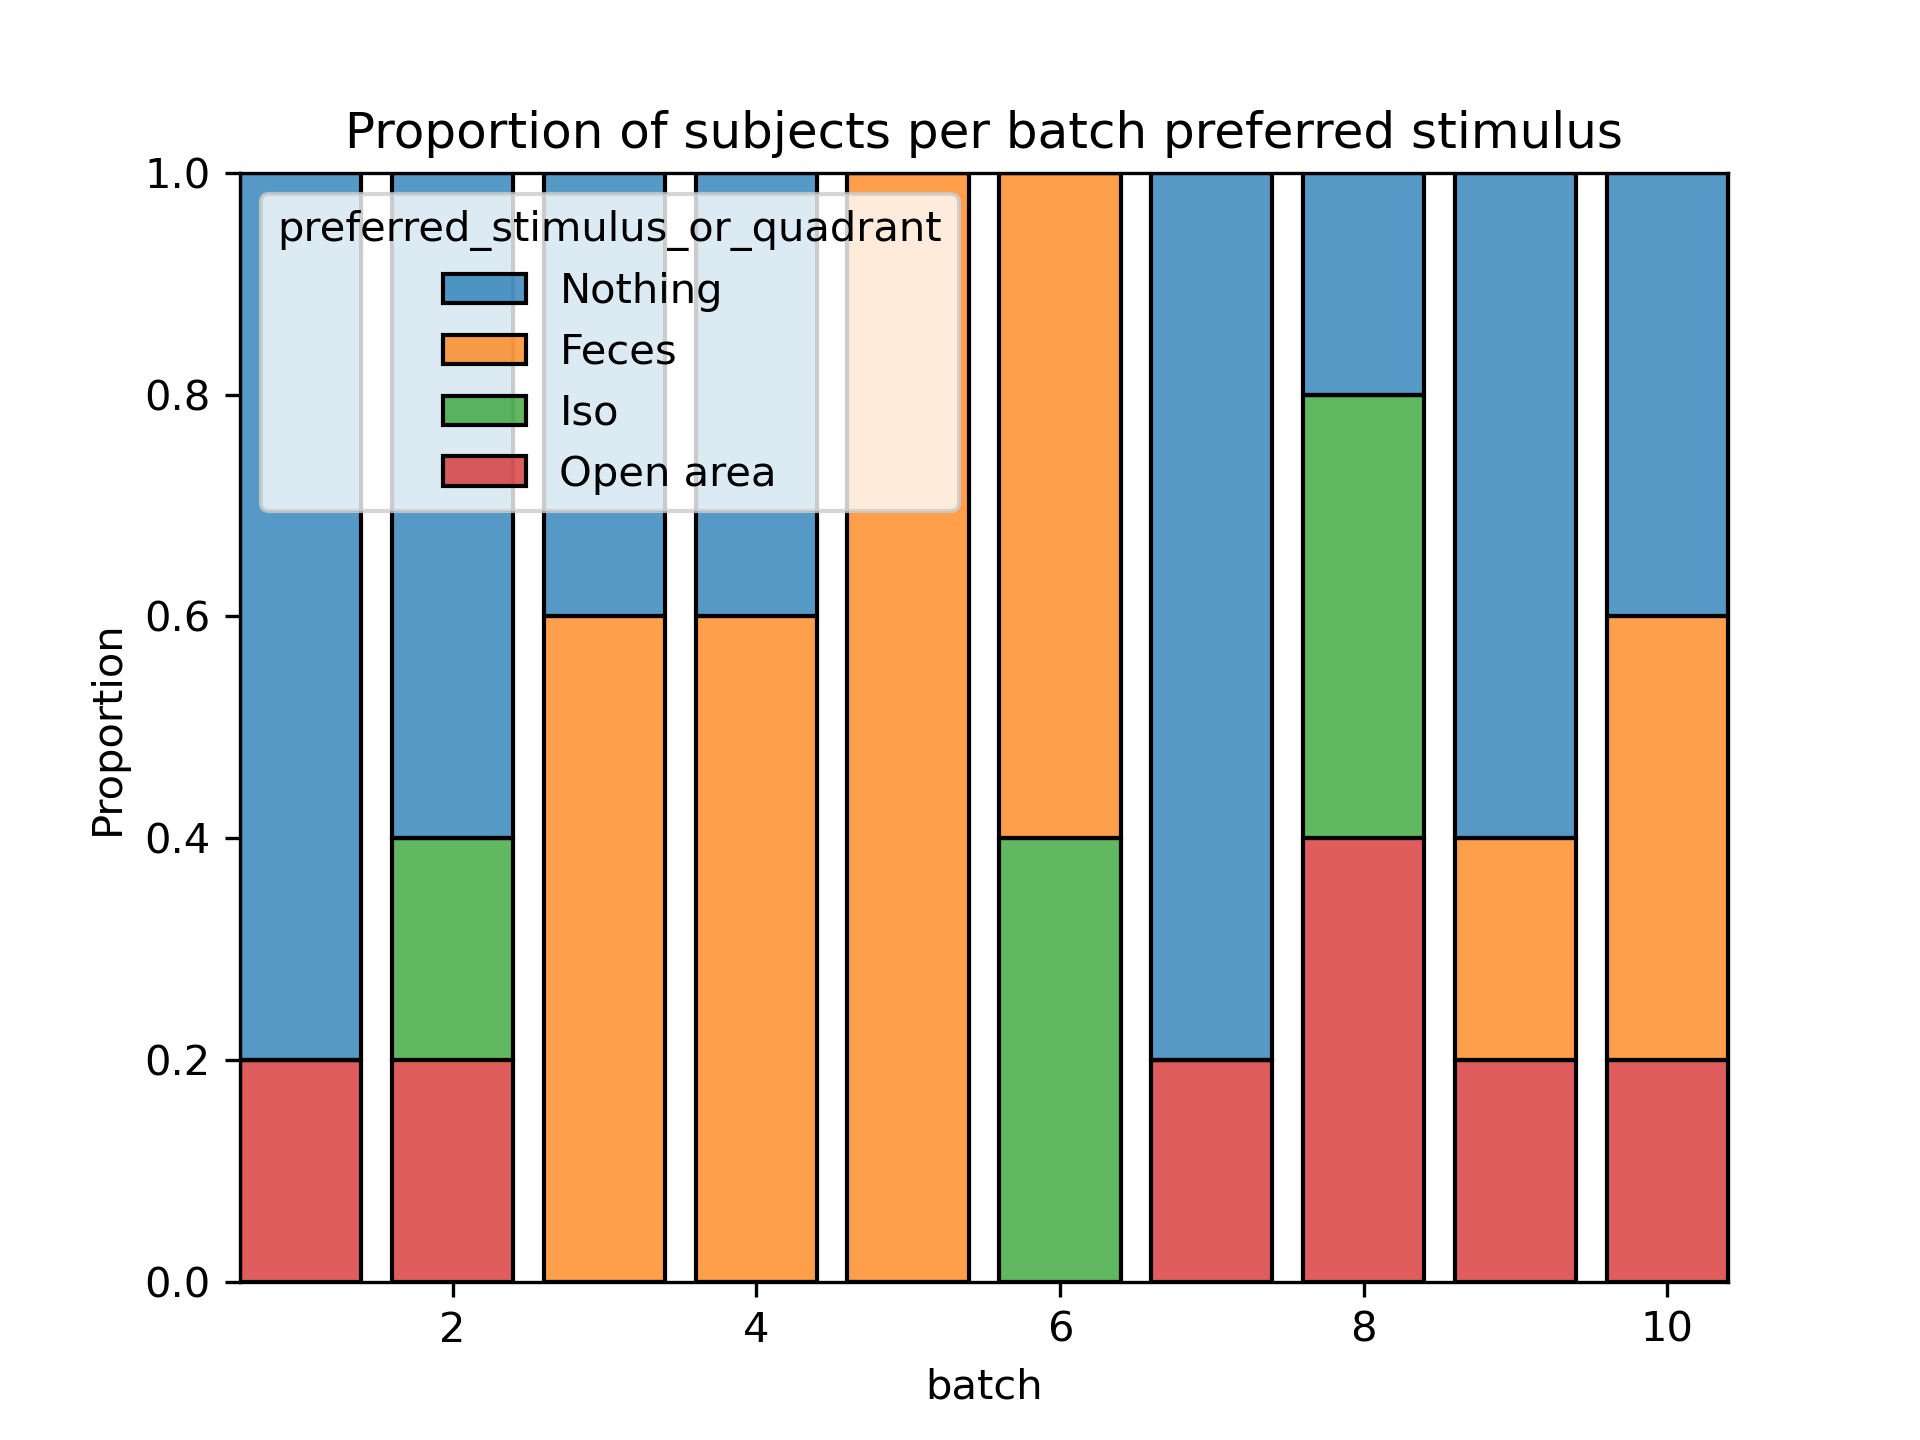 Proportion of subjects per batch preferred stimulus
1.0
0.8
0.6
0.4
0.2
0.0
Proportion
preferred_stimulus_or_quadrant
Nothing
Feces
Iso
Open area
2 4 6 8 10
batch